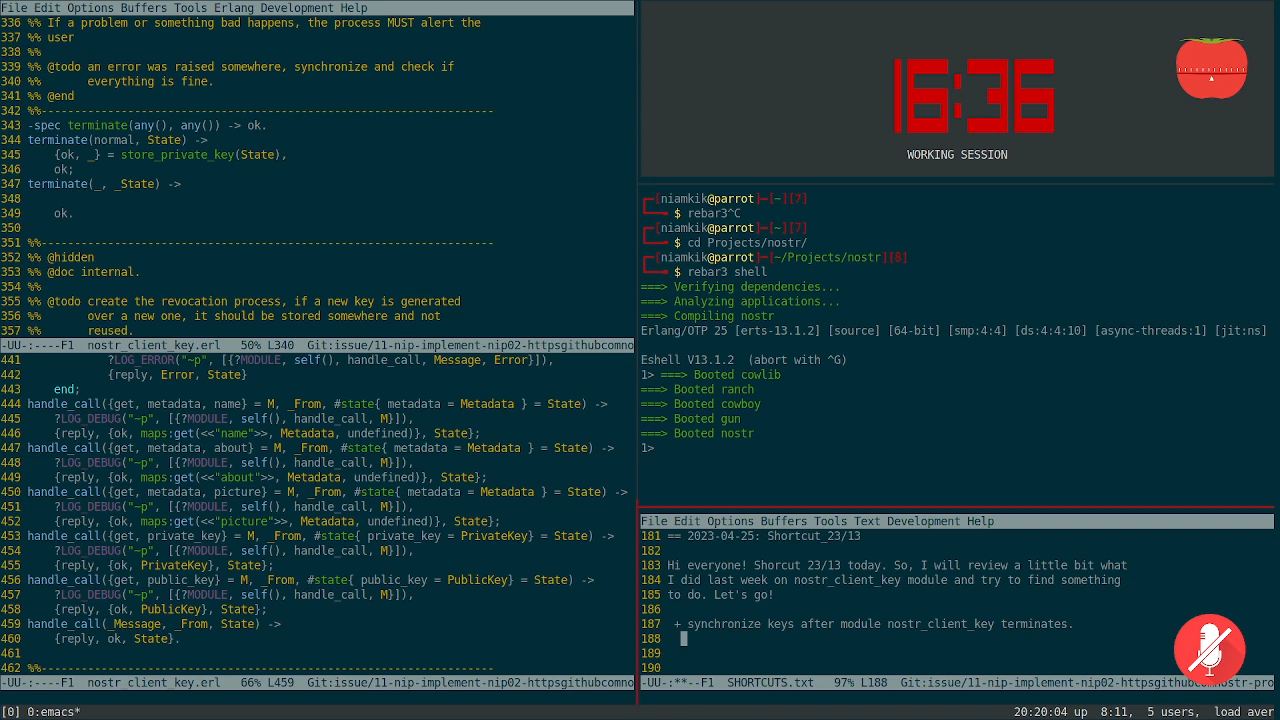 File Edit Options Buffers Tools Erlang Development Help
336 %% If a problem or something bad happens, the process MUST alert the
337 %% user
338 %%
339 %% @todo an error was raised somewhere, synchronize and check if
340 %%       everything is fine.
341 %% @end
342 %%--------------------------------------------------------------------
343 -spec terminate(any(), any()) -> ok.
344 terminate(normal, State) ->
345     {ok, _} = store_private_key(State),
346     ok;
347 terminate(_, _State) ->
348
349     ok.
350
351 %%--------------------------------------------------------------------
352 %% @hidden
353 %% @doc internal.
354 %%
355 %% @todo create the revocation process, if a new key is generated
356 %%       over a new one, it should be stored somewhere and not
357 %%       reused.
-UU-:----F1  nostr_client_key.erl   50% L340  Git:issue/11-nip-implement-nip02-httpsgithubcomno
441             ?LOG_ERROR("~p", [{?MODULE, self(), handle_call, Message, Error}]),
442             {reply, Error, State}
443     end;
444 handle_call({get, metadata, name} = M, _From, #state{ metadata = Metadata } = State) ->
445     ?LOG_DEBUG("~p", [{?MODULE, self(), handle_call, M}]),
446     {reply, {ok, maps:get(<<"name">>, Metadata, undefined)}, State};
447 handle_call({get, metadata, about} = M, _From, #state{ metadata = Metadata } = State) ->
448     ?LOG_DEBUG("~p", [{?MODULE, self(), handle_call, M}]),
449     {reply, {ok, maps:get(<<"about">>, Metadata, undefined)}, State};
450 handle_call({get, metadata, picture} = M, _From, #state{ metadata = Metadata } = State) ->
451     ?LOG_DEBUG("~p", [{?MODULE, self(), handle_call, M}]),
452     {reply, {ok, maps:get(<<"picture">>, Metadata, undefined)}, State};
453 handle_call({get, private_key} = M, _From, #state{ private_key = PrivateKey } = State) ->
454     ?LOG_DEBUG("~p", [{?MODULE, self(), handle_call, M}]),
455     {reply, {ok, PrivateKey}, State};
456 handle_call({get, public_key} = M, _From, #state{ public_key = PublicKey } = State) ->
457     ?LOG_DEBUG("~p", [{?MODULE, self(), handle_call, M}]),
458     {reply, {ok, PublicKey}, State};
459 handle_call(_Message, _From, State) ->
460     {reply, ok, State}.
461
462 %%--------------------------------------------------------------------
-UU-:----F1  nostr_client_key.erl   66% L459  Git:issue/11-nip-implement-nip02-httpsgithubcomno
16:36
WORKING SESSION
┌─[niamkik@parrot]─[~][7]
└──╼ $ rebar3^C
┌─[niamkik@parrot]─[~][7]
└──╼ $ cd Projects/nostr/
┌─[niamkik@parrot]─[~/Projects/nostr][8]
└──╼ $ rebar3 shell
===> Verifying dependencies...
===> Analyzing applications...
===> Compiling nostr
Erlang/OTP 25 [erts-13.1.2] [source] [64-bit] [smp:4:4] [ds:4:4:10] [async-threads:1] [jit:ns]
Eshell V13.1.2  (abort with ^G)
1> ===> Booted cowlib
===> Booted ranch
===> Booted cowboy
===> Booted gun
===> Booted nostr
1>
File Edit Options Buffers Tools Text Development Help
181 == 2023-04-25: Shortcut_23/13
182
183 Hi everyone! Shorcut 23/13 today. So, I will review a little bit what
184 I did last week on nostr_client_key module and try to find something
185 to do. Let's go!
186
187  + synchronize keys after module nostr_client_key terminates.
188
189
190
-UU-:**--F1  SHORTCUTS.txt   97% L188  Git:issue/11-nip-implement-nip02-httpsgithubcomnostr-pro
[0] 0:emacs*
20:20:04 up  8:11,  5 users,  load aver